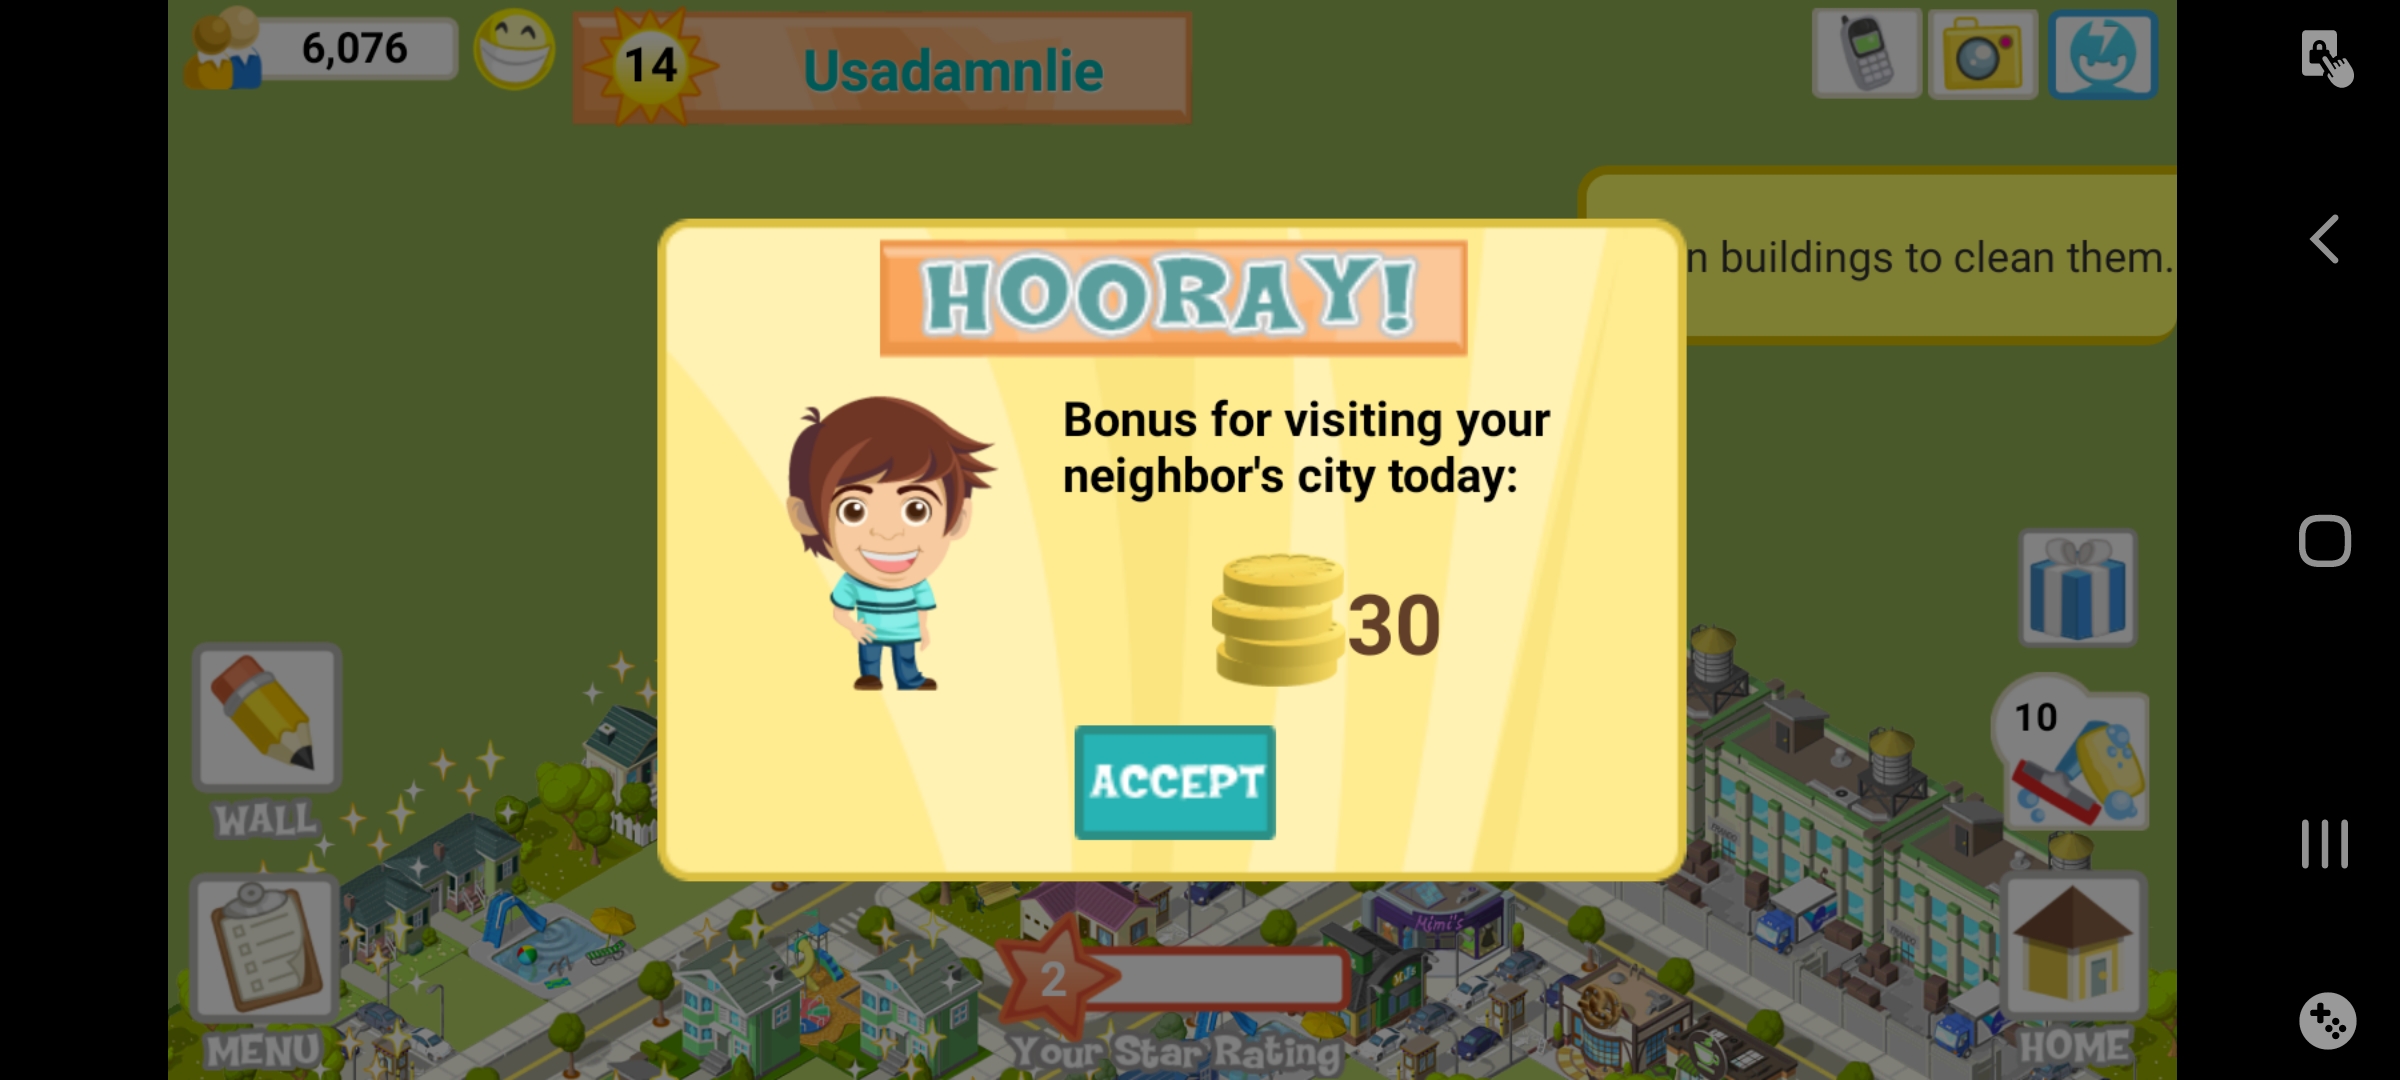 6,076
14
Usadamnlie
n buildings to clean them.
HOORAY!
Bonus for visiting your
neighbor's city today:
30
ACCEPT
10
WALL
MENU
Mimi's
2
Your Star Rating
HOME